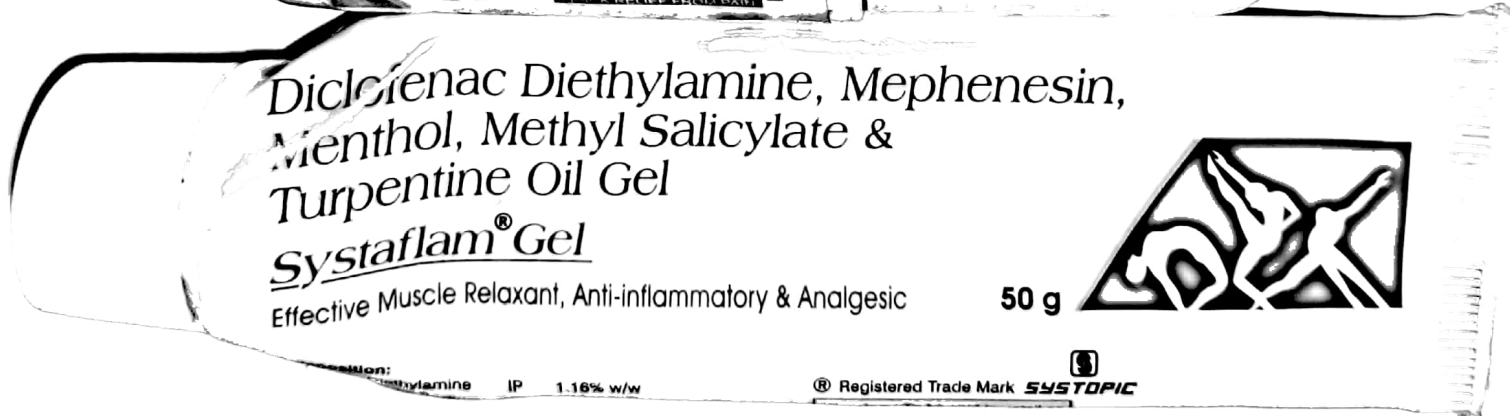 Diclofenac Diethylamine, Mephenesin,
Menthol, Methyl Salicylate &
Turpentine Oil Gel
Systaflam® Gel
Effective Muscle Relaxant, Anti-inflammatory & Analgesic
50 g
IP 1.16% w/w
® Registered Trade Mark SYSTOPIC